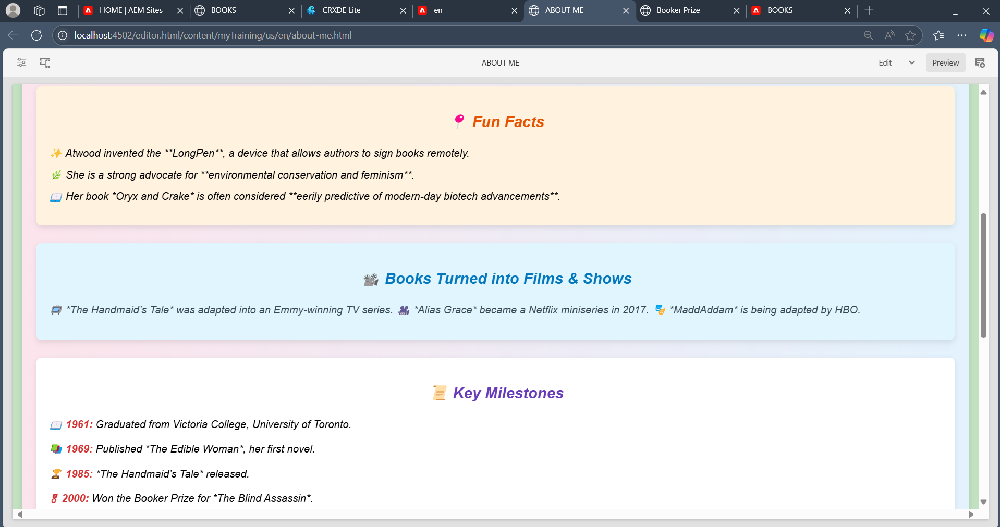 HOME | AEM Sites
BOOKS
CRXDE Lite
en
ABOUT ME
Booker Prize
BOOKS
localhost:4502/editor.html/content/myTraining/us/en/about-me.html
ABOUT ME
Edit
Preview
📍 Fun Facts
✨ Atwood invented the **LongPen**, a device that allows authors to sign books remotely.
🌿 She is a strong advocate for **environmental conservation and feminism**.
📖 Her book *Oryx and Crake* is often considered **eerily predictive of modern-day biotech advancements**.
📽 Books Turned into Films & Shows
📺 *The Handmaid’s Tale* was adapted into an Emmy-winning TV series. 🎥 *Alias Grace* became a Netflix miniseries in 2017. 🎭 *MaddAddam* is being adapted by HBO.
📜 Key Milestones
📖 1961: Graduated from Victoria College, University of Toronto.
📚 1969: Published *The Edible Woman*, her first novel.
🏆 1985: *The Handmaid’s Tale* released.
🎖 2000: Won the Booker Prize for *The Blind Assassin*.